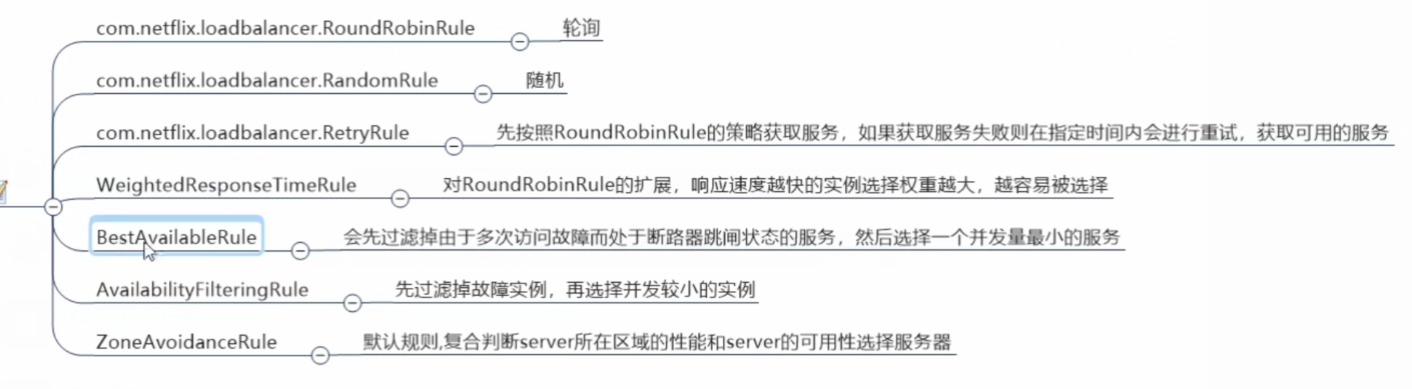 com.netflix.loadbalancer.RoundRobinRule 轮询
com.netflix.loadbalancer.RandomRule 随机
com.netflix.loadbalancer.RetryRule 先按照RoundRobinRule的策略获取服务，如果获取服务失败则在指定时间内会进行重试，获取可用的服务
WeightedResponseTimeRule 对RoundRobinRule的扩展，响应速度越快的实例选择权重越大，越容易被选择
BestAvailableRule 会先过滤掉由于多次访问故障而处于断路器跳闸状态的服务，然后选择一个并发量最小的服务
AvailabilityFilteringRule 先过滤掉故障实例，再选择并发较小的实例
ZoneAvoidanceRule 默认规则,复合判断server所在区域的性能和server的可用性选择服务器